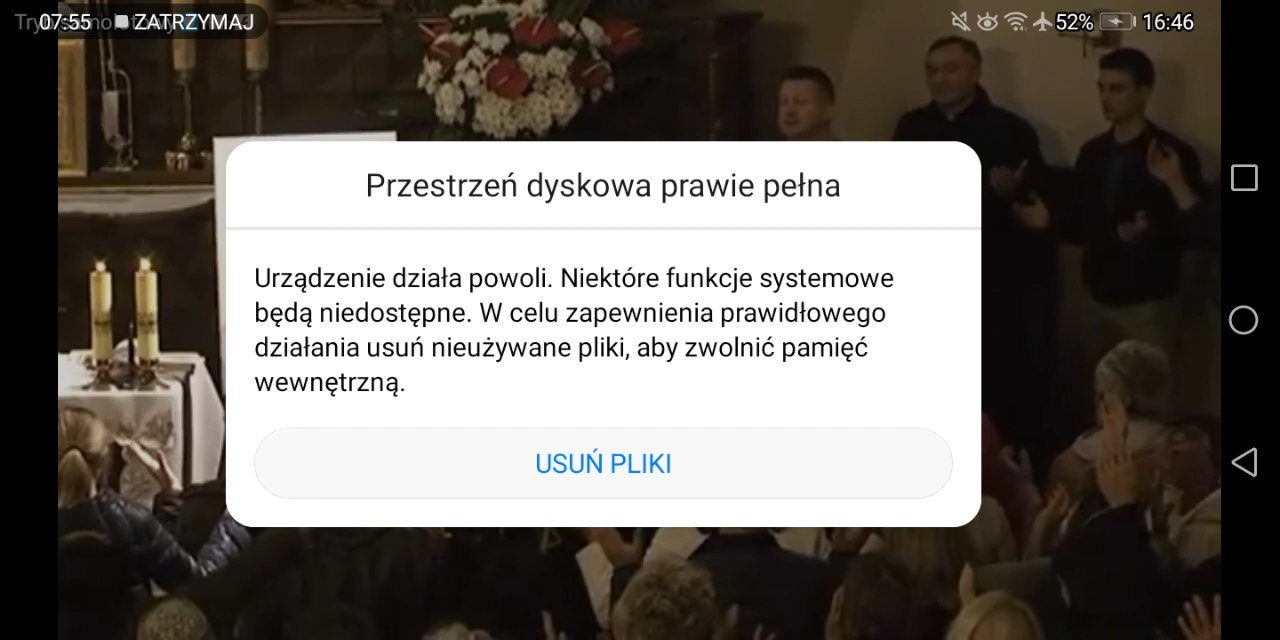 07:55 ZATRZYMAJ
52% 16:46
Przestrzeń dyskowa prawie pełna
Urządzenie działa powoli. Niektóre funkcje systemowe
będą niedostępne. W celu zapewnienia prawidłowego
działania usuń nieużywane pliki, aby zwolnić pamięć
wewnętrzną.
USUŃ PLIKI